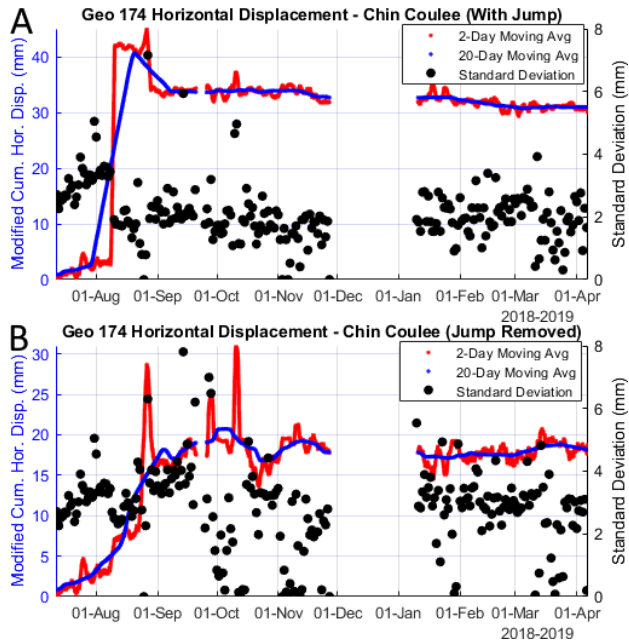 A
Geo 174 Horizontal Displacement - Chin Coulee (With Jump)
2-Day Moving Avg
20-Day Moving Avg
Standard Deviation
Modified Cum. Hor. Disp. (mm)
40
30
20
10
0
Standard Deviation (mm)
8
6
4
2
0
01-Aug 01-Sep 01-Oct 01-Nov 01-Dec 01-Jan 01-Feb 01-Mar 01-Apr
2018-2019
B
Geo 174 Horizontal Displacement - Chin Coulee (Jump Removed)
2-Day Moving Avg
20-Day Moving Avg
Standard Deviation
Modified Cum. Hor. Disp. (mm)
30
25
20
15
10
5
0
Standard Deviation (mm)
8
6
4
2
0
01-Aug 01-Sep 01-Oct 01-Nov 01-Dec 01-Jan 01-Feb 01-Mar 01-Apr
2018-2019